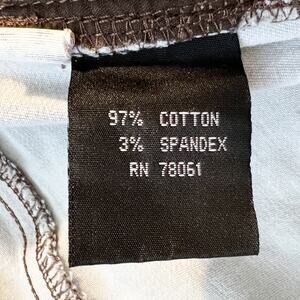 97% COTTON
3% SPANDEX
RN 78061